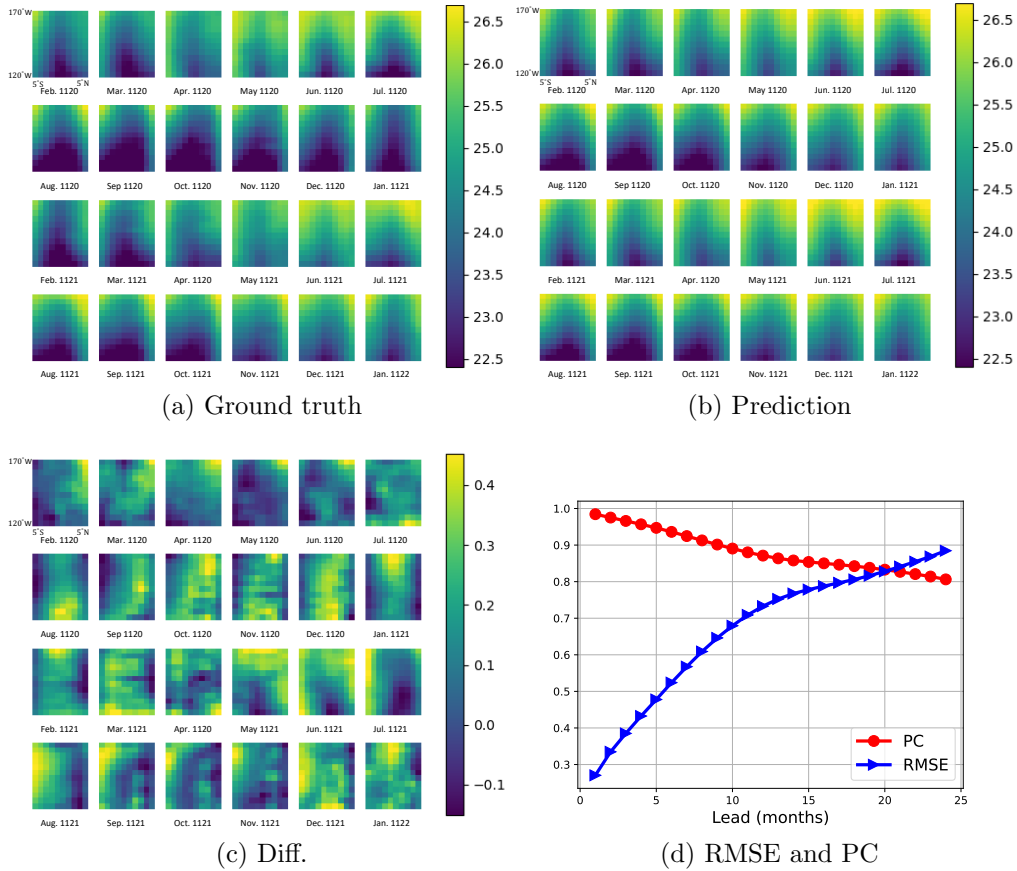 170°W
120°W
5°S 5°N
Feb. 1120 Mar. 1120 Apr. 1120 May 1120 Jun. 1120 Jul. 1120
Aug. 1120 Sep 1120 Oct. 1120 Nov. 1120 Dec. 1120 Jan. 1121
Feb. 1121 Mar. 1121 Apr. 1121 May 1121 Jun. 1121 Jul. 1121
Aug. 1121 Sep. 1121 Oct. 1121 Nov. 1121 Dec. 1121 Jan. 1122
26.5
26.0
25.5
25.0
24.5
24.0
23.5
23.0
22.5
(a) Ground truth
170°W
120°W
5°S 5°N
Feb. 1120 Mar. 1120 Apr. 1120 May 1120 Jun. 1120 Jul. 1120
Aug. 1120 Sep 1120 Oct. 1120 Nov. 1120 Dec. 1120 Jan. 1121
Feb. 1121 Mar. 1121 Apr. 1121 May 1121 Jun. 1121 Jul. 1121
Aug. 1121 Sep. 1121 Oct. 1121 Nov. 1121 Dec. 1121 Jan. 1122
26.5
26.0
25.5
25.0
24.5
24.0
23.5
23.0
22.5
(b) Prediction
170°W
120°W
5°S 5°N
Feb. 1120 Mar. 1120 Apr. 1120 May 1120 Jun. 1120 Jul. 1120
Aug. 1120 Sep 1120 Oct. 1120 Nov. 1120 Dec. 1120 Jan. 1121
Feb. 1121 Mar. 1121 Apr. 1121 May 1121 Jun. 1121 Jul. 1121
Aug. 1121 Sep. 1121 Oct. 1121 Nov. 1121 Dec. 1121 Jan. 1122
0.4
0.3
0.2
0.1
0.0
−0.1
(c) Diff.
1.0
0.9
0.8
0.7
0.6
0.5
0.4
0.3
PC
RMSE
0 5 10 15 20 25
Lead (months)
(d) RMSE and PC